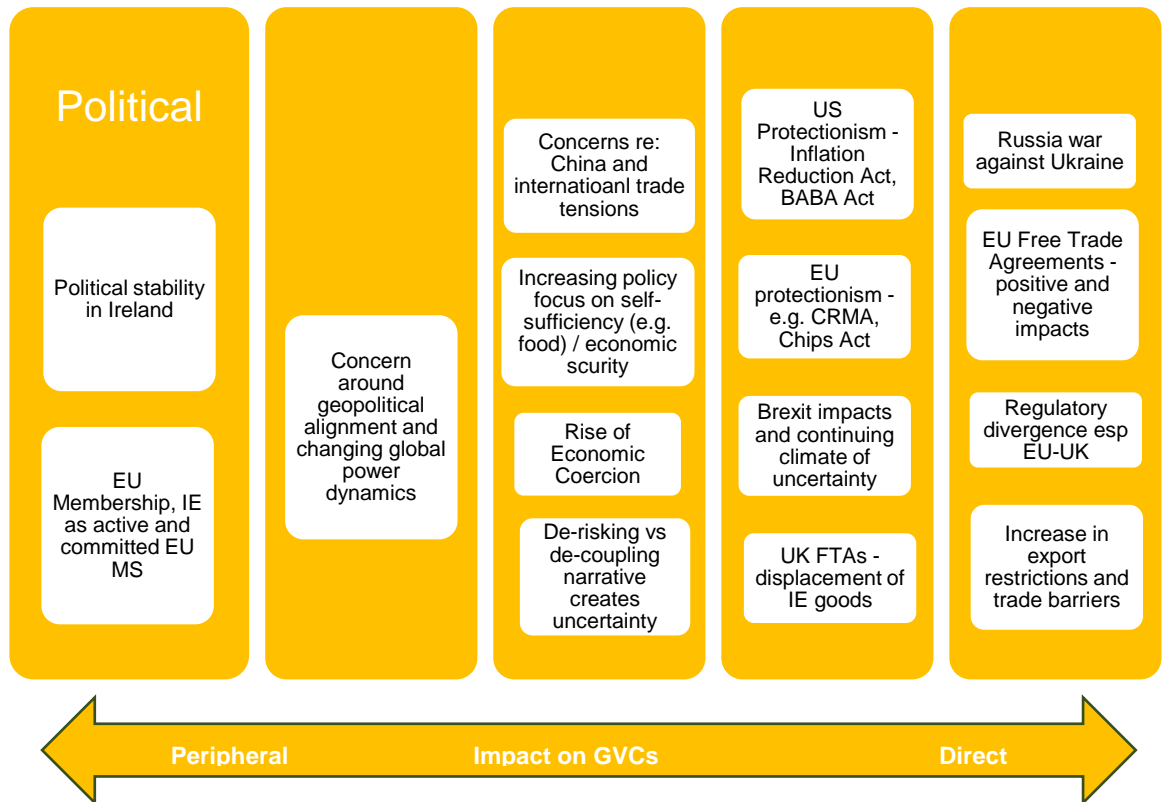 Political
Political stability
in Ireland
EU
Membership, IE
as active and
committed EU
MS
Concern
around
geopolitical
alignment and
changing global
power
dynamics
Concerns re:
China and
internatioanl trade
tensions
Increasing policy
focus on self-
sufficiency (e.g.
food) / economic
scurity
Rise of
Economic
Coercion
De-risking vs
de-coupling
narrative
creates
uncertainty
US
Protectionism -
Inflation
Reduction Act,
BABA Act
EU
protectionism -
e.g. CRMA,
Chips Act
Brexit impacts
and continuing
climate of
uncertainty
UK FTAs -
displacement of
IE goods
Russia war
against Ukraine
EU Free Trade
Agreements -
positive and
negative
impacts
Regulatory
divergence esp
EU-UK
Increase in
export
restrictions and
trade barriers
Peripheral Impact on GVCs Direct